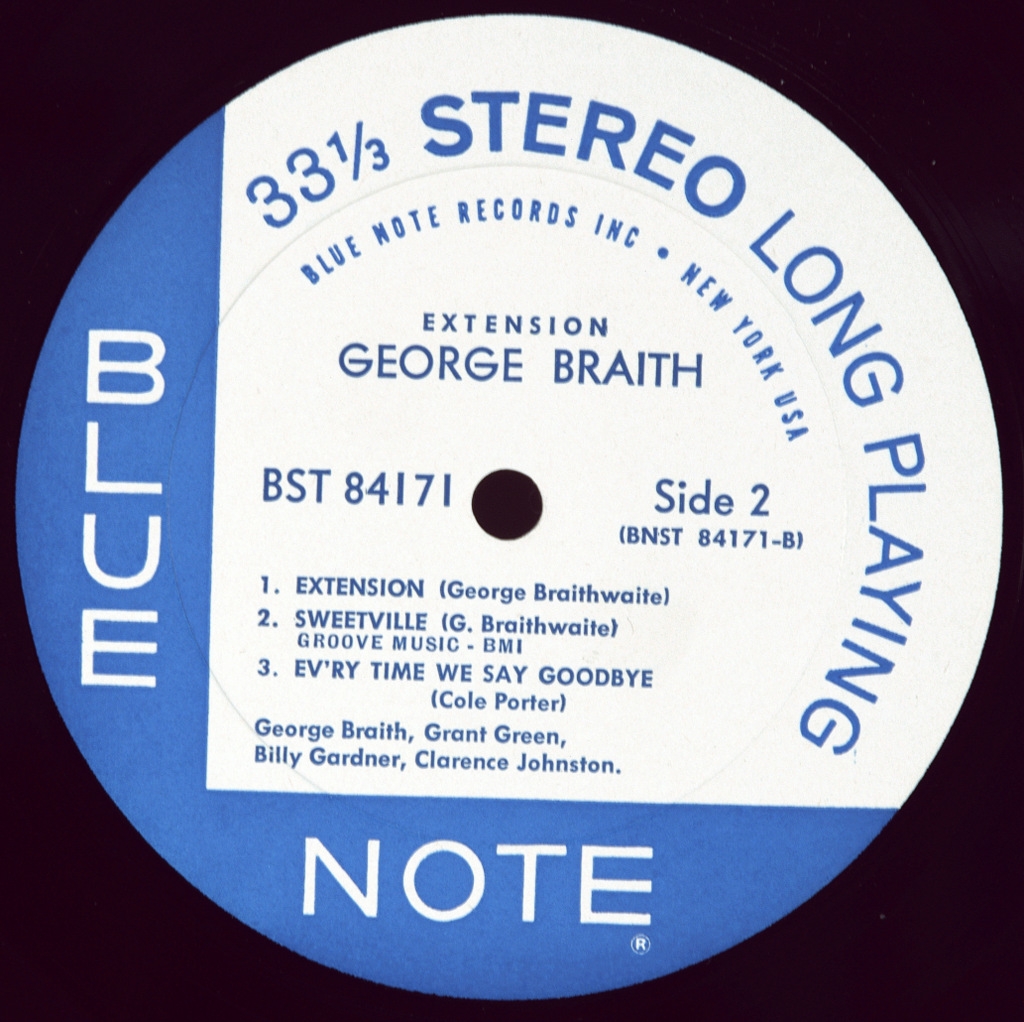 33⅓ STEREO LONG PLAYING
BLUE NOTE RECORDS INC • NEW YORK USA
EXTENSION
GEORGE BRAITH
BST 84171
Side 2
(BNST 84171-B)
1. EXTENSION (George Braithwaite)
2. SWEETVILLE (G. Braithwaite)
GROOVE MUSIC - BMI
3. EV'RY TIME WE SAY GOODBYE
(Cole Porter)
George Braith, Grant Green,
Billy Gardner, Clarence Johnston.
BLUE
NOTE
®